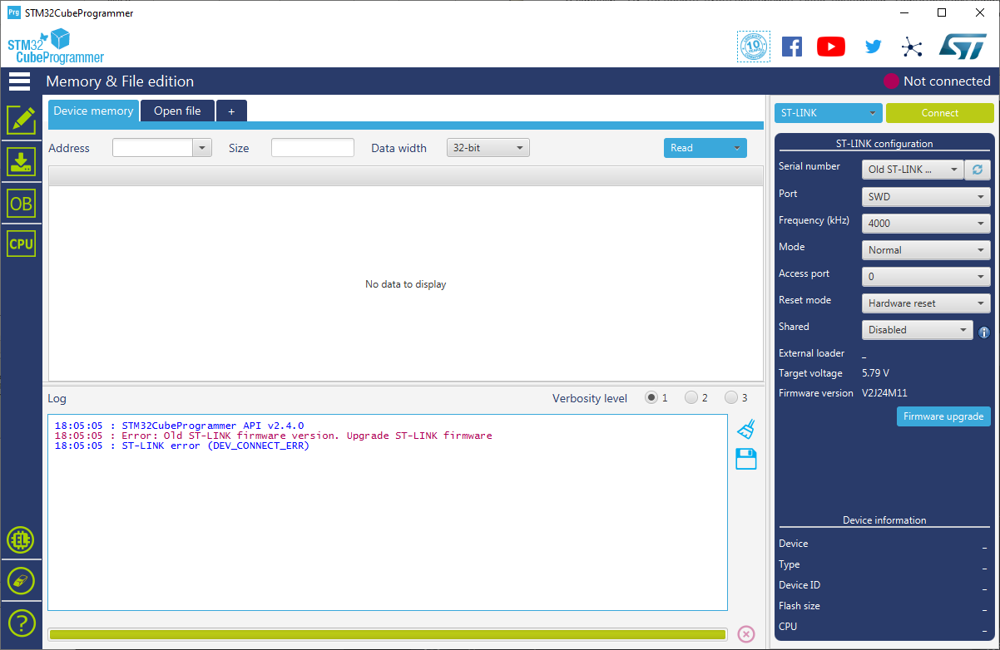 Prg STM32CubeProgrammer
STM32
CubeProgrammer
10
ST
Memory & File edition
Not connected
Device memory
Open file
+
ST-LINK
Connect
Address
Size
Data width
32-bit
Read
ST-LINK configuration
Serial number
Old ST-LINK ...
Port
SWD
Frequency (kHz)
4000
Mode
Normal
Access port
0
Reset mode
Hardware reset
Shared
Disabled
External loader
_
Target voltage
5.79 V
Firmware version
V2J24M11
Firmware upgrade
OB
CPU
No data to display
Log
Verbosity level
1
2
3
18:05:05 : STM32CubeProgrammer API v2.4.0
18:05:05 : Error: Old ST-LINK firmware version. Upgrade ST-LINK firmware
18:05:05 : ST-LINK error (DEV_CONNECT_ERR)
Device information
Device _
Type _
Device ID _
Flash size _
CPU _
EL
?